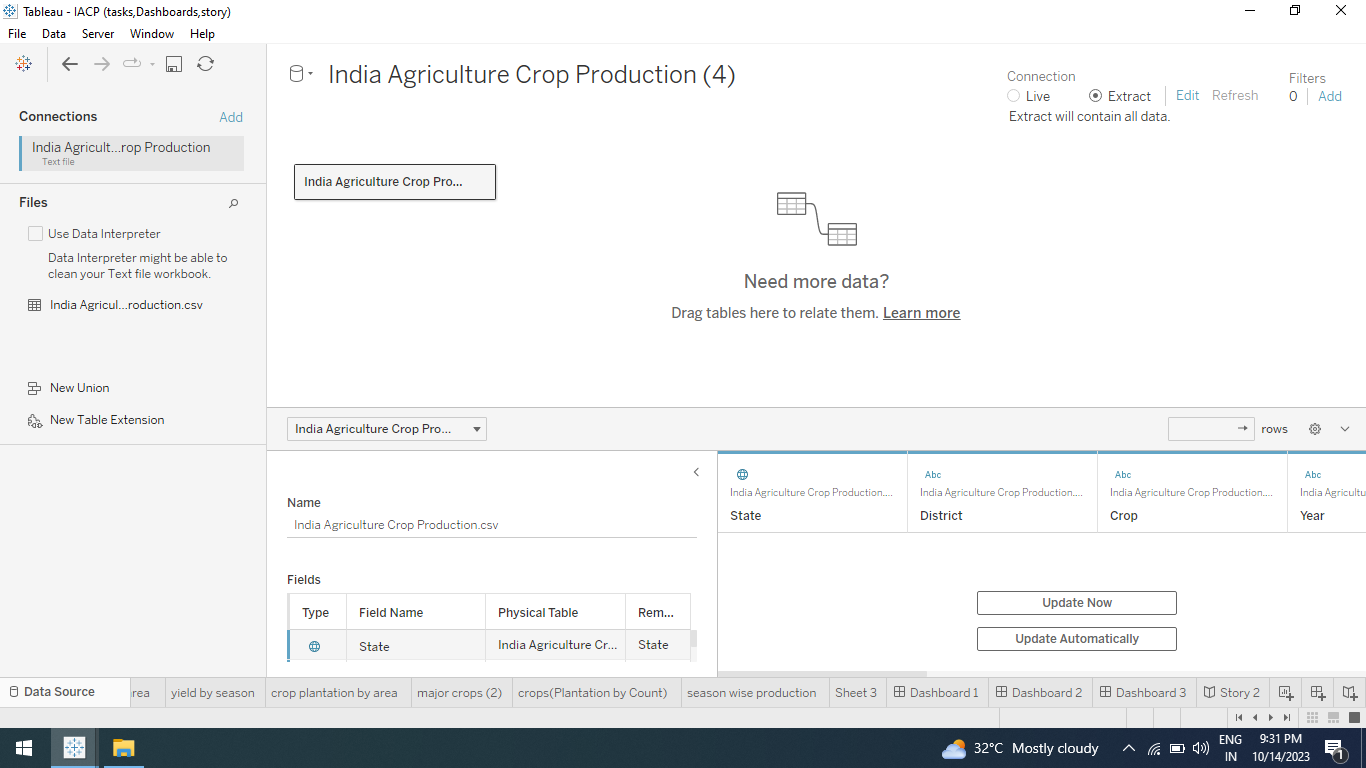 Tableau - IACP (tasks,Dashboards,story)
File Data Server Window Help
Connections Add
India Agricult...rop Production
Text file
Files
Use Data Interpreter
Data Interpreter might be able to
clean your Text file workbook.
India Agricul...roduction.csv
New Union
New Table Extension
India Agriculture Crop Production (4)
Connection
Live Extract Edit Refresh
Extract will contain all data.
Filters
0 Add
India Agriculture Crop Pro...
Need more data?
Drag tables here to relate them. Learn more
India Agriculture Crop Pro... rows
Name
India Agriculture Crop Production.csv
Fields
Type Field Name Physical Table Rem...
State India Agriculture Cr... State
Abc Abc Abc
India Agriculture Crop Production.... India Agriculture Crop Production.... India Agriculture Crop Production.... India Agricultu
State District Crop Year
Update Now
Update Automatically
Data Source rea yield by season crop plantation by area major crops (2) crops(Plantation by Count) season wise production Sheet 3 Dashboard 1 Dashboard 2 Dashboard 3 Story 2
32°C Mostly cloudy
ENG
IN
9:31 PM
10/14/2023
1